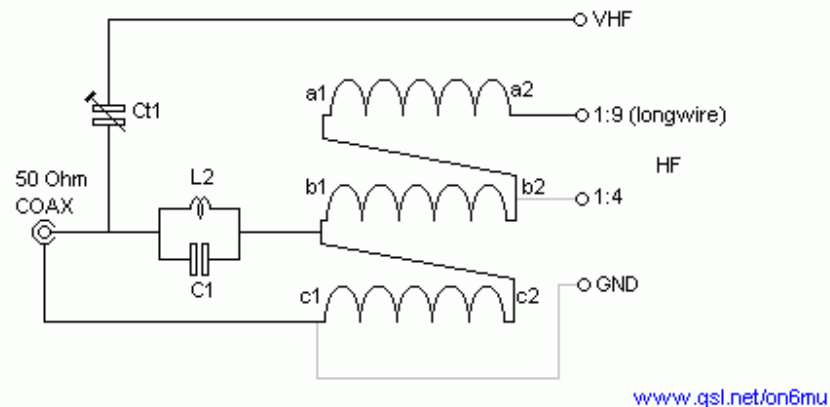 VHF
a1
a2
Ct1
1:9 (longwire)
HF
50 Ohm
COAX
L2
b1
b2
1:4
C1
c1
c2
GND
www.qsl.net/on6mu